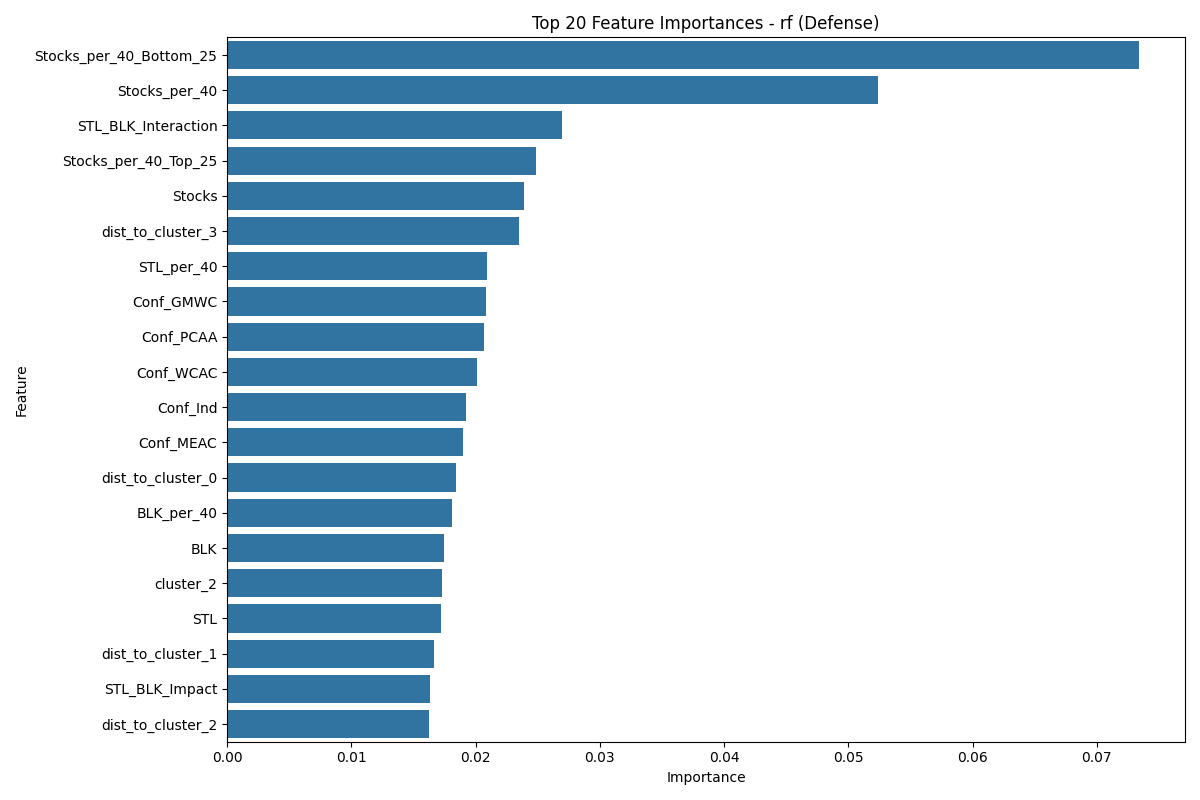 Top 20 Feature Importances - rf (Defense)
Stocks_per_40_Bottom_25
Stocks_per_40
STL_BLK_Interaction
Stocks_per_40_Top_25
Stocks
dist_to_cluster_3
STL_per_40
Conf_GMWC
Conf_PCAA
Conf_WCAC
Conf_Ind
Conf_MEAC
dist_to_cluster_0
BLK_per_40
BLK
cluster_2
STL
dist_to_cluster_1
STL_BLK_Impact
dist_to_cluster_2
Feature
0.00 0.01 0.02 0.03 0.04 0.05 0.06 0.07
Importance